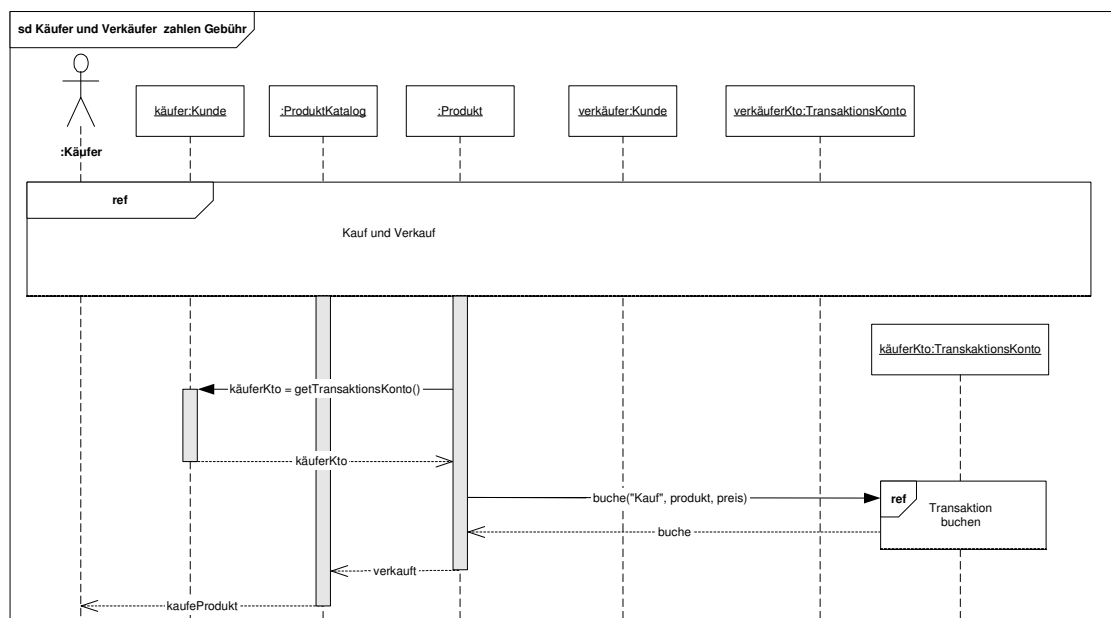 sd Käufer und Verkäufer  zahlen Gebühr
käufer:Kunde
:ProduktKatalog
:Produkt
verkäufer:Kunde
verkäuferKto:TransaktionsKonto
:Käufer
ref
Kauf und Verkauf
käuferKto:TranskaktionsKonto
käuferKto = getTransaktionsKonto()
käuferKto
buche("Kauf", produkt, preis)
ref
Transaktion
buchen
buche
verkauft
kaufeProdukt